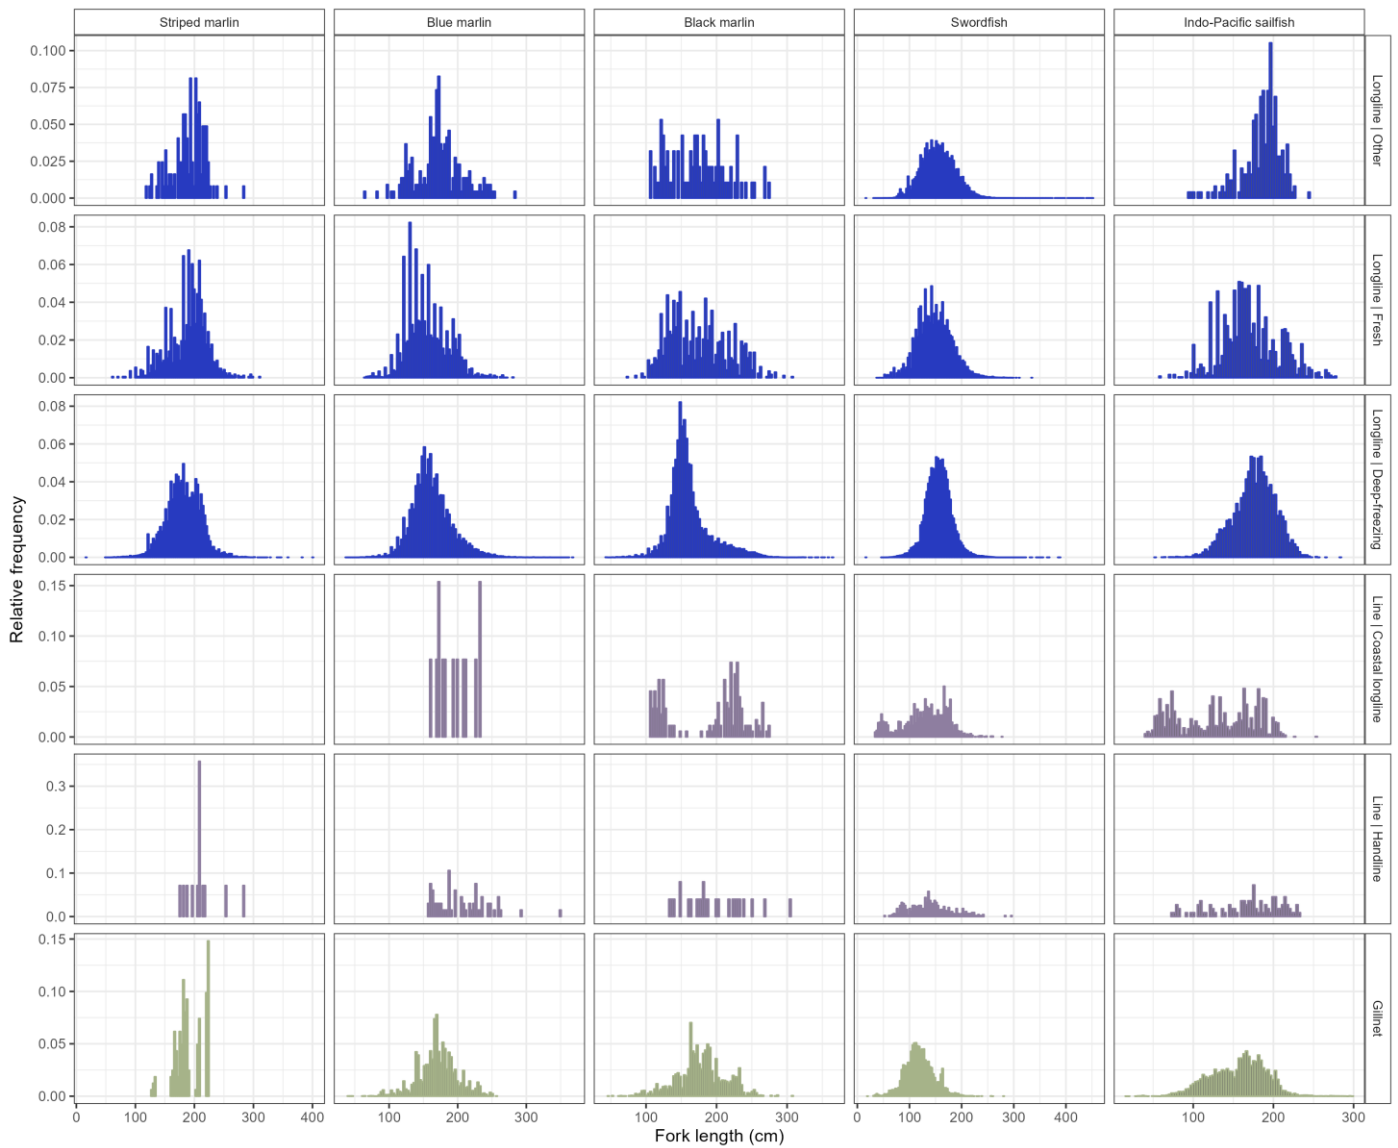 Striped marlin Blue marlin Black marlin Swordfish Indo-Pacific sailfish
0.100
0.075
0.050
0.025
0.000
Longline | Other
0.08
0.06
0.04
0.02
0.00
Longline | Fresh
0.08
0.06
0.04
0.02
0.00
Longline | Deep-freezing
0.15
0.10
0.05
0.00
Line | Coastal longline
0.3
0.2
0.1
0.0
Line | Handline
0.15
0.10
0.05
0.00
Gillnet
Relative frequency
0 100 200 300 400 100 200 300 100 200 300 0 100 200 300 400 100 200 300
Fork length (cm)